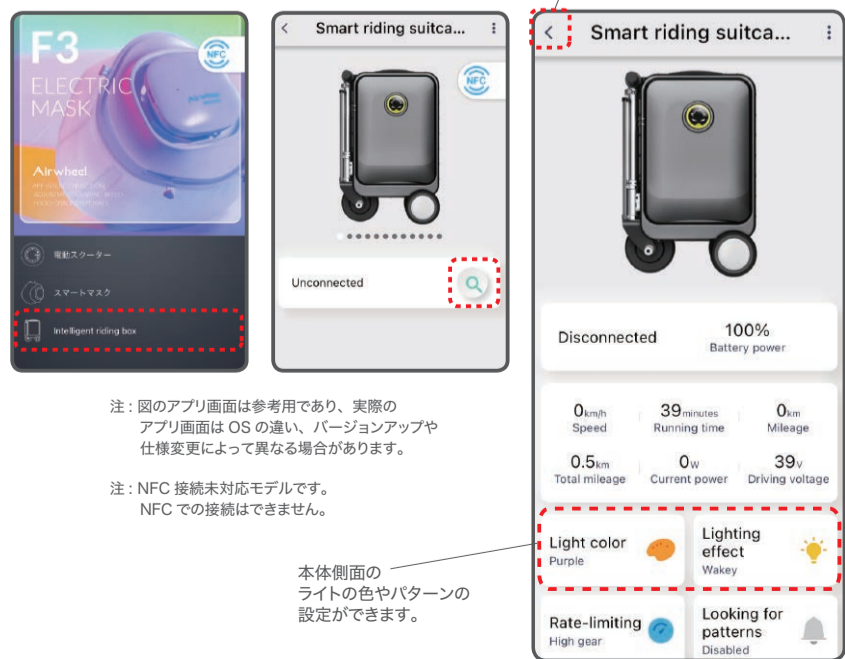 F3
ELECTRIC
MASK
NFC
Airwheel
電動スクーター
スマートマスク
Intelligent riding box
Smart riding suitca...
NFC
Unconnected
Smart riding suitca...
Disconnected
100%
Battery power
0km/h
Speed
39minutes
Running time
0km
Mileage
0.5km
Total mileage
0w
Current power
39v
Driving voltage
Light color
Purple
Lighting
effect
Wakey
Rate-limiting
High gear
Looking for
patterns
Disabled
注 : 図のアプリ画面は参考用であり、実際の
アプリ画面は OS の違い、バージョンアップや
仕様変更によって異なる場合があります。
注 : NFC 接続未対応モデルです。
NFC での接続はできません。
本体側面の
ライトの色やパターンの
設定ができます。